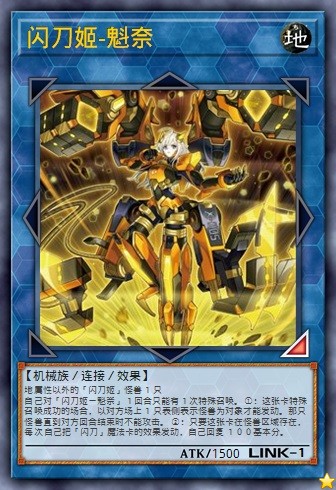 闪刀姬-魁奈
地
【机械族 / 连接 / 效果】
地属性以外的「闪刀姬」怪兽1只
自己对「闪刀姬-魁奈」1回合只能有1次特殊召唤。①：这张卡特殊
召唤成功的场合，以对方场上1只表侧表示怪兽为对象才能发动。那只
怪兽直到对方回合结束时不能攻击。②：只要这张卡在怪兽区域存在，
每次自己把「闪刀」魔法卡的效果发动，自己回复100基本分。
ATK/1500 LINK-1